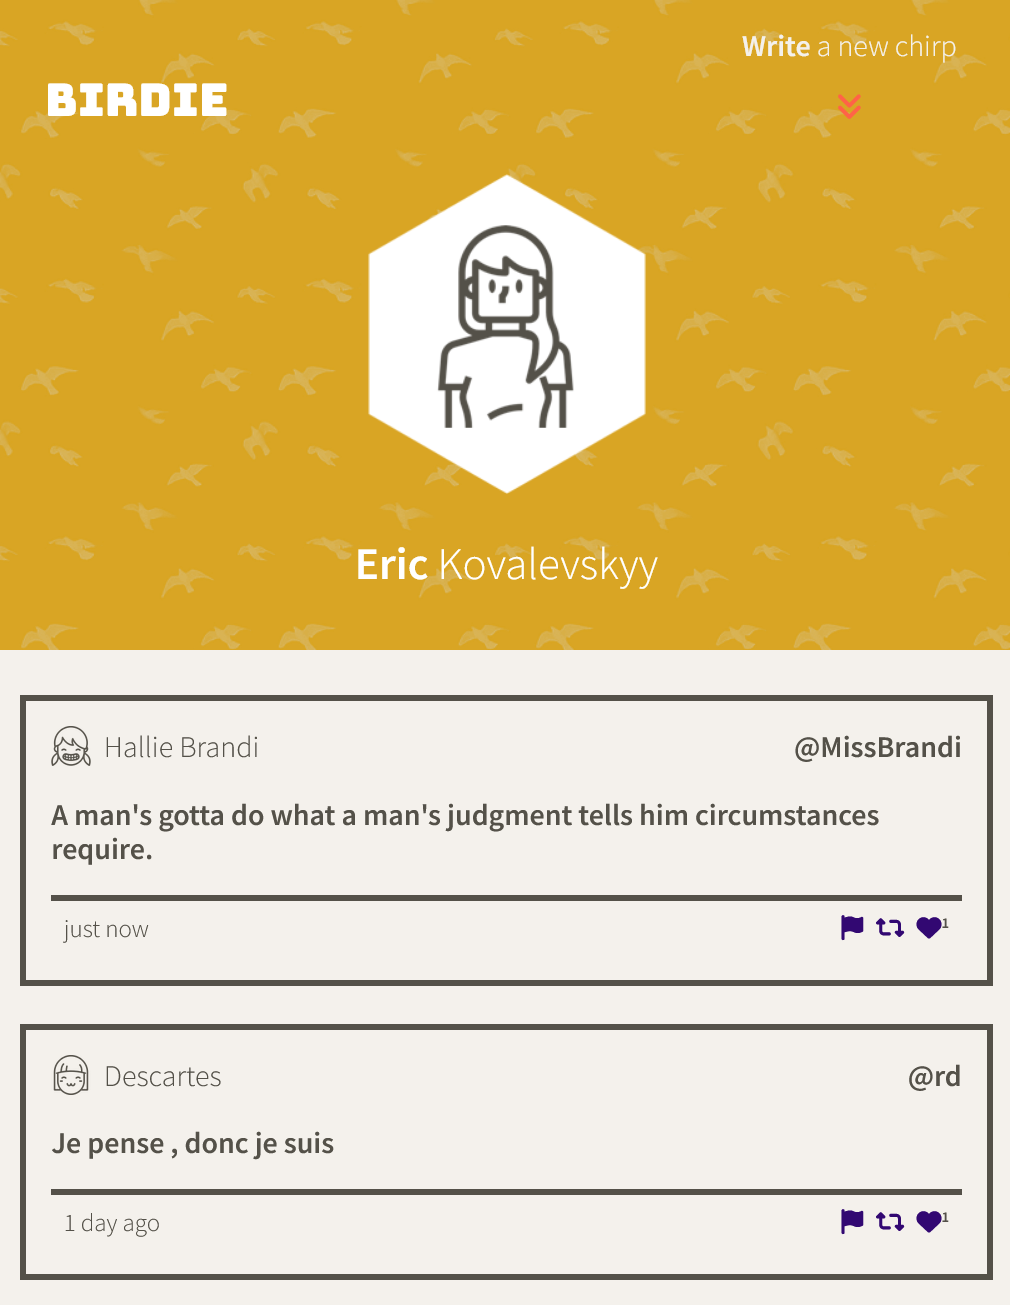 Write a new chirp
BIRDIE
Eric Kovalevskyy
Hallie Brandi
@MissBrandi
A man's gotta do what a man's judgment tells him circumstances
require.
just now
1
Descartes
@rd
Je pense , donc je suis
1 day ago
1